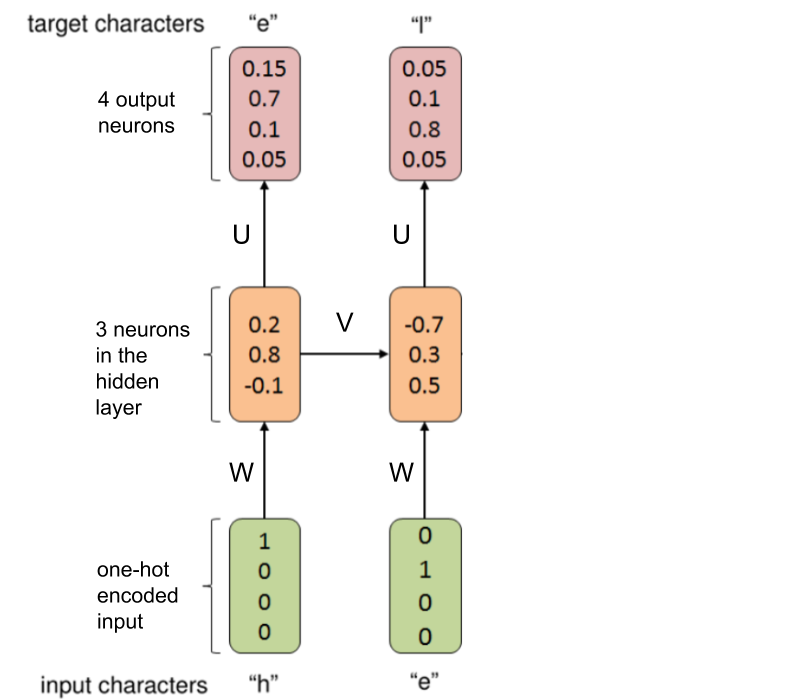 target characters “e” “l”
4 output
neurons
0.15
0.7
0.1
0.05
0.05
0.1
0.8
0.05
U U
3 neurons
in the
hidden
layer
0.2
0.8
-0.1
V
-0.7
0.3
0.5
W W
one-hot
encoded
input
1
0
0
0
0
1
0
0
input characters “h” “e”